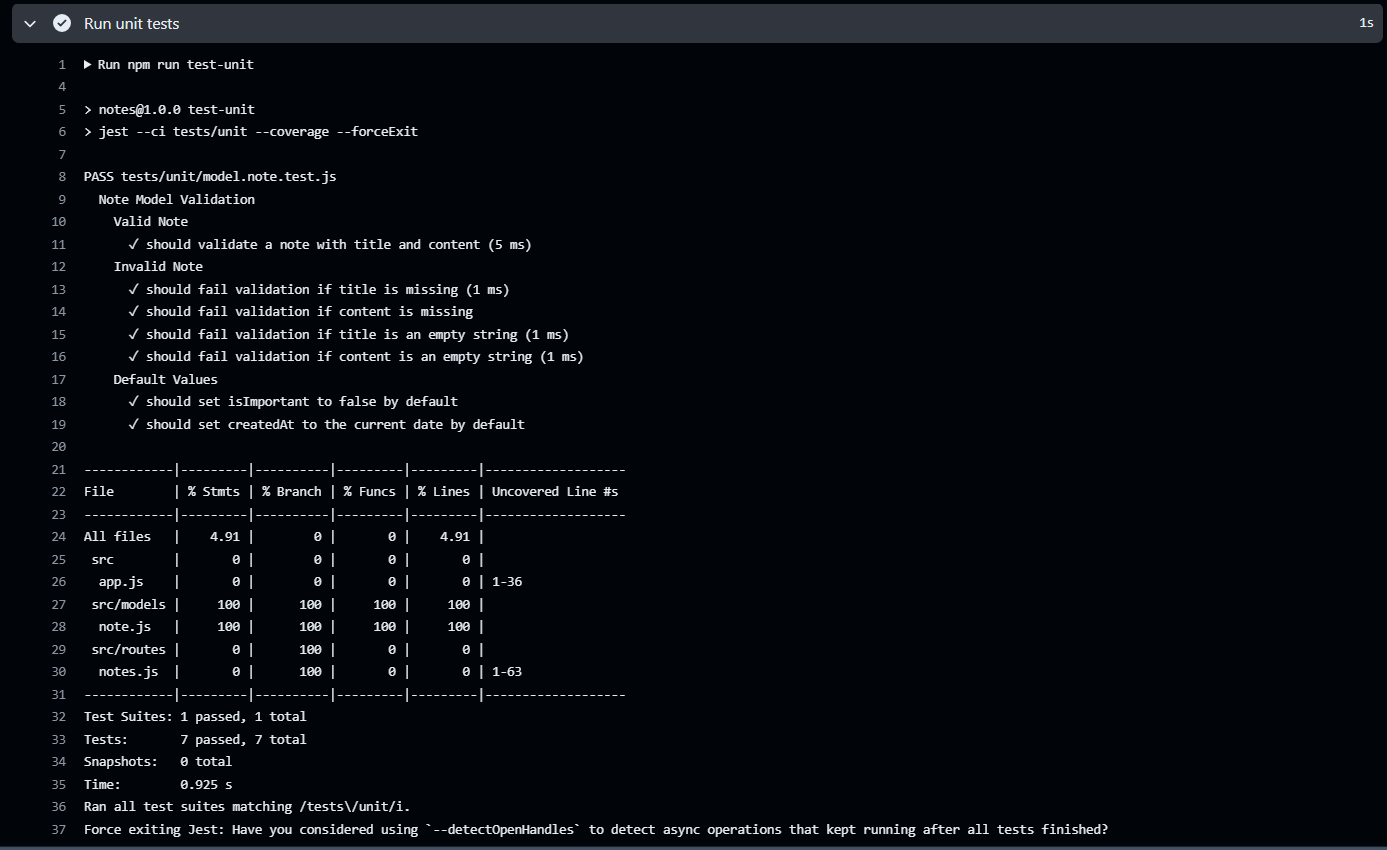 Run unit tests 1s
1 ▶ Run npm run test-unit
4
5 > notes@1.0.0 test-unit
6 > jest --ci tests/unit --coverage --forceExit
7
8 PASS tests/unit/model.note.test.js
9   Note Model Validation
10     Valid Note
11       ✓ should validate a note with title and content (5 ms)
12     Invalid Note
13       ✓ should fail validation if title is missing (1 ms)
14       ✓ should fail validation if content is missing
15       ✓ should fail validation if title is an empty string (1 ms)
16       ✓ should fail validation if content is an empty string (1 ms)
17     Default Values
18       ✓ should set isImportant to false by default
19       ✓ should set createdAt to the current date by default
20
21 ------------|---------|----------|---------|---------|-------------------
22 File        | % Stmts | % Branch | % Funcs | % Lines | Uncovered Line #s
23 ------------|---------|----------|---------|---------|-------------------
24 All files   |    4.91 |        0 |       0 |    4.91 |
25  src        |       0 |        0 |       0 |       0 |
26   app.js    |       0 |        0 |       0 |       0 | 1-36
27  src/models |     100 |      100 |     100 |     100 |
28   note.js   |     100 |      100 |     100 |     100 |
29  src/routes |       0 |      100 |       0 |       0 |
30   notes.js  |       0 |      100 |       0 |       0 | 1-63
31 ------------|---------|----------|---------|---------|-------------------
32 Test Suites: 1 passed, 1 total
33 Tests:       7 passed, 7 total
34 Snapshots:   0 total
35 Time:        0.925 s
36 Ran all test suites matching /tests\/unit/i.
37 Force exiting Jest: Have you considered using `--detectOpenHandles` to detect async operations that kept running after all tests finished?